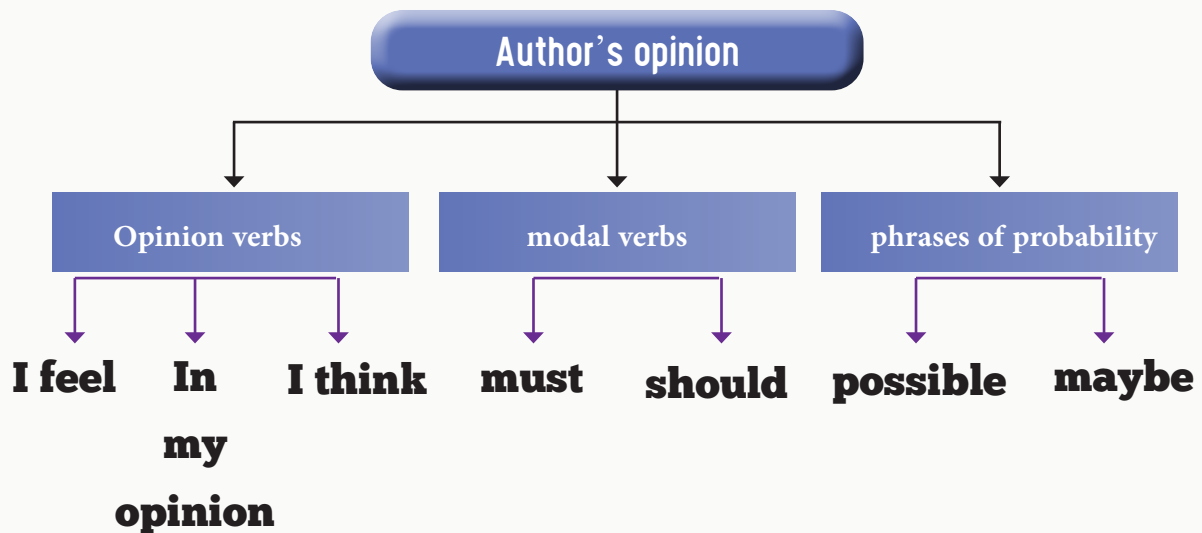 Author's opinion
Opinion verbs
modal verbs
phrases of probability
I feel
In
my
opinion
I think
must
should
possible
maybe